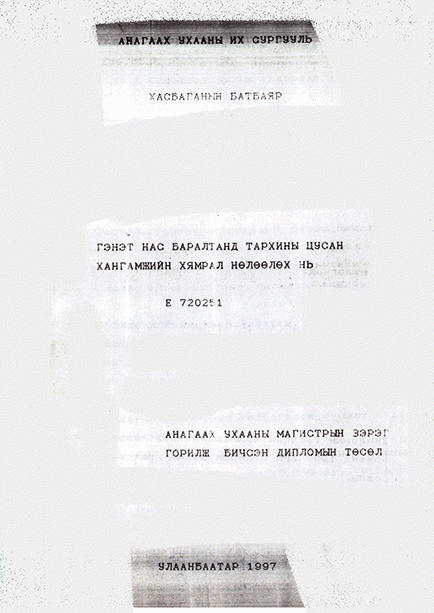 АНАГААХ УХААНЫ ИХ СУРГУУЛЬ
ХАСБАГАНЫН БАТБАЯР
ГЭНЭТ НАС БАРАЛТАНД ТАРХИНЫ ЦУСАН
ХАНГАМЖИЙН ХЯМРАЛ НӨЛӨӨЛӨХ НЬ
Е 720251
АНАГААХ УХААНЫ МАГИСТРЫН ЗЭРЭГ
ГОРИЛЖ БИЧСЭН ДИПЛОМЫН ТӨСӨЛ
УЛААНБААТАР 1997